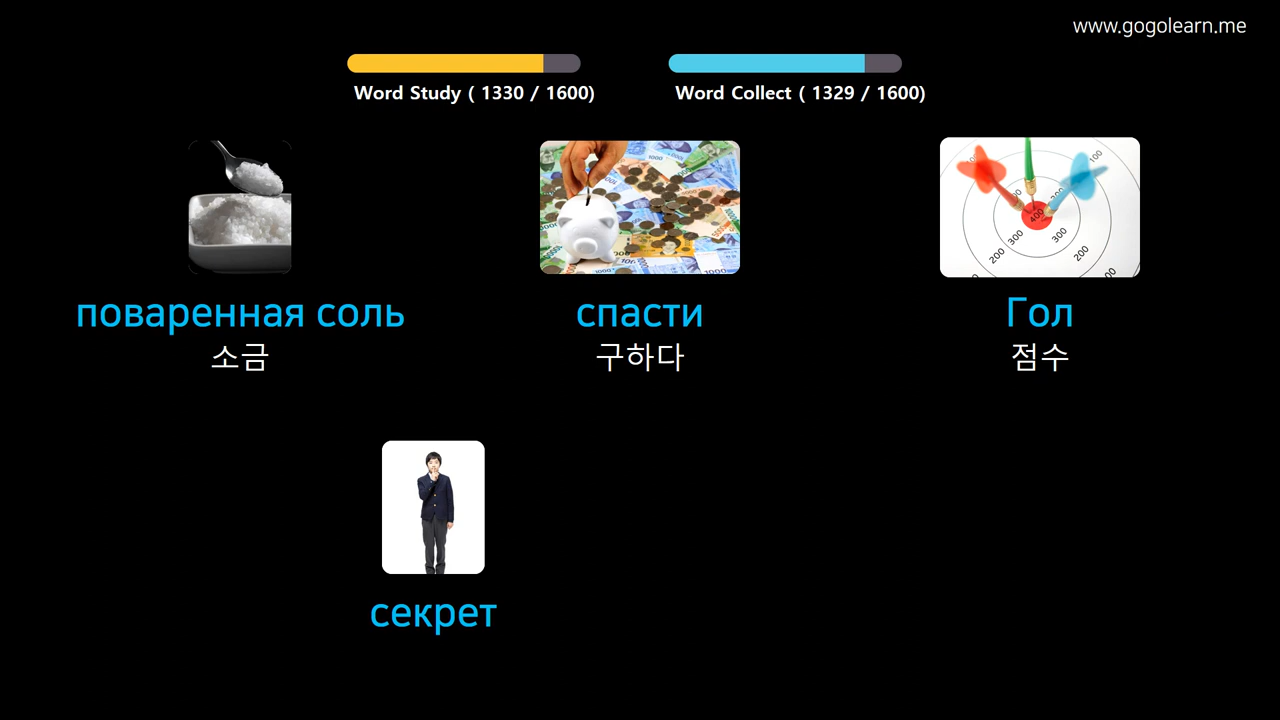 www.gogolearn.me
Word Study ( 1330 / 1600)
Word Collect ( 1329 / 1600)
поваренная соль
소금
спасти
구하다
Гол
점수
секрет